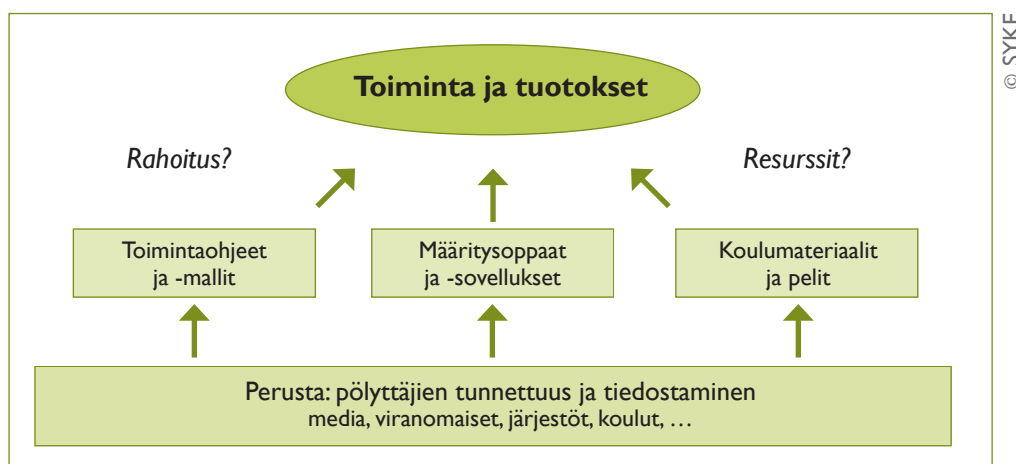 © SYKE
Toiminta ja tuotokset
Rahoitus?
Resurssit?
Toimintaohjeet
ja -mallit
Määritysoppaat
ja -sovellukset
Koulumateriaalit
ja pelit
Perusta: pölyttäjien tunnettuus ja tiedostaminen
media, viranomaiset, järjestöt, koulut, …